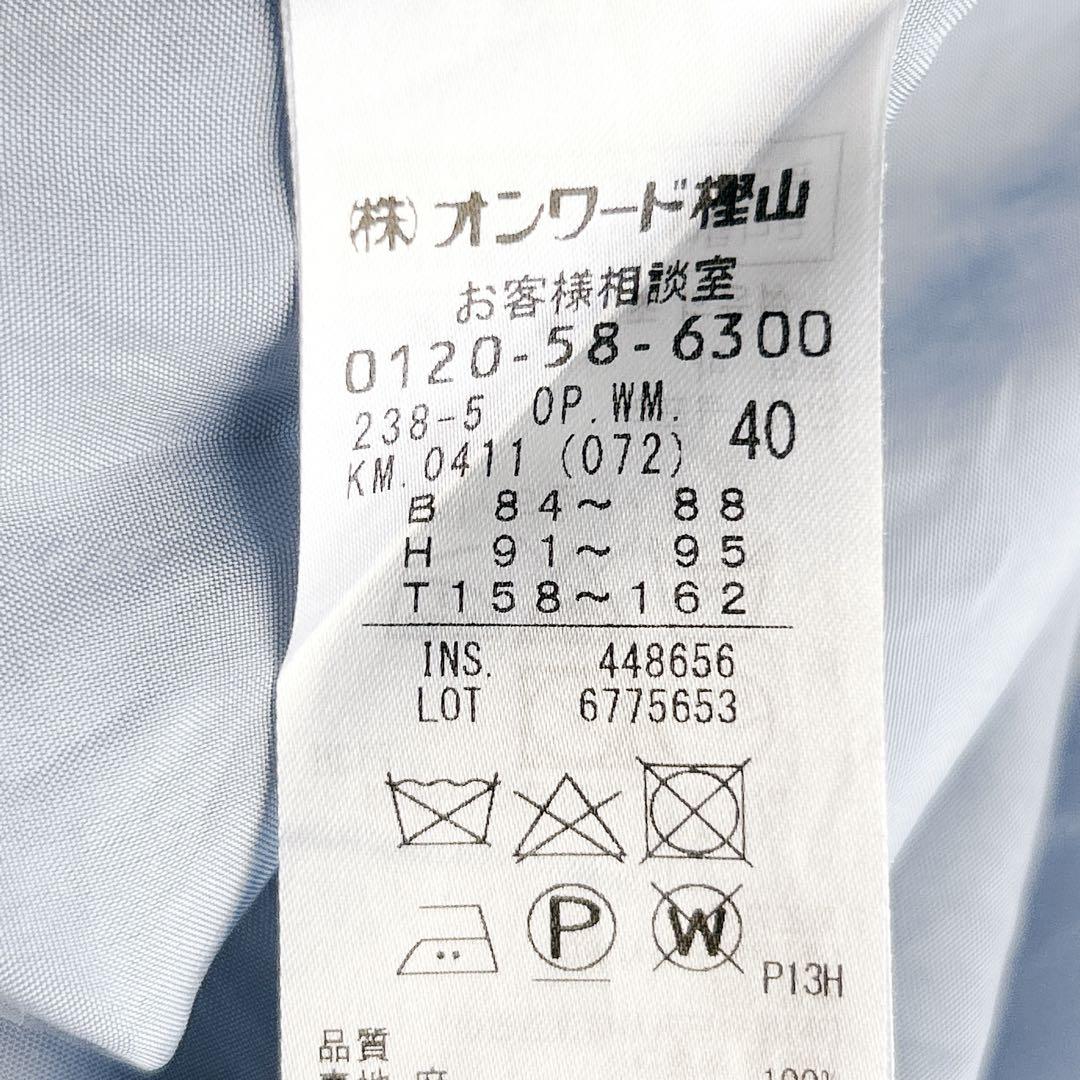 ㈱オンワード樫山
お客様相談室
0120-58-6300
238-5 OP.WM. 40
KM.0411 (072)
B 84～ 88
H 91～ 95
T158～162
INS. 448656
LOT 6775653
P W P13H
品質
100%